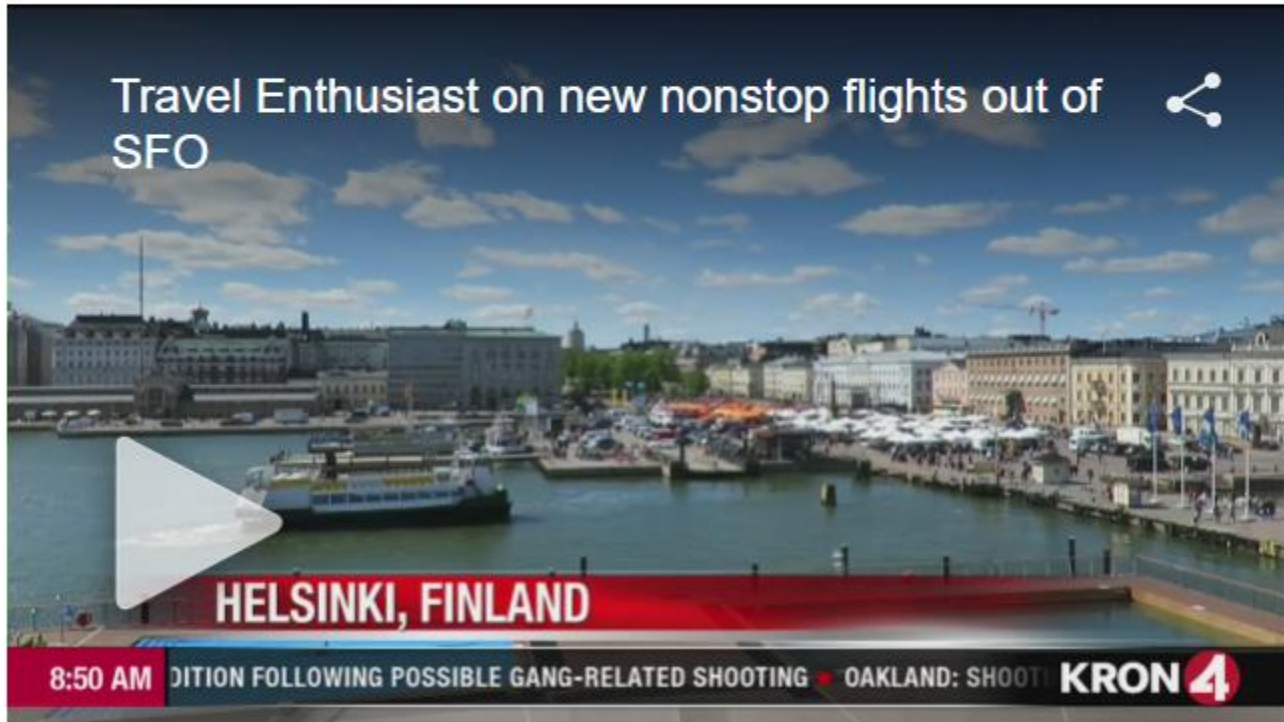 Travel Enthusiast on new nonstop flights out of
SFO
HELSINKI, FINLAND
8:50 AM DITION FOLLOWING POSSIBLE GANG-RELATED SHOOTING • OAKLAND: SHOOT KRON 4